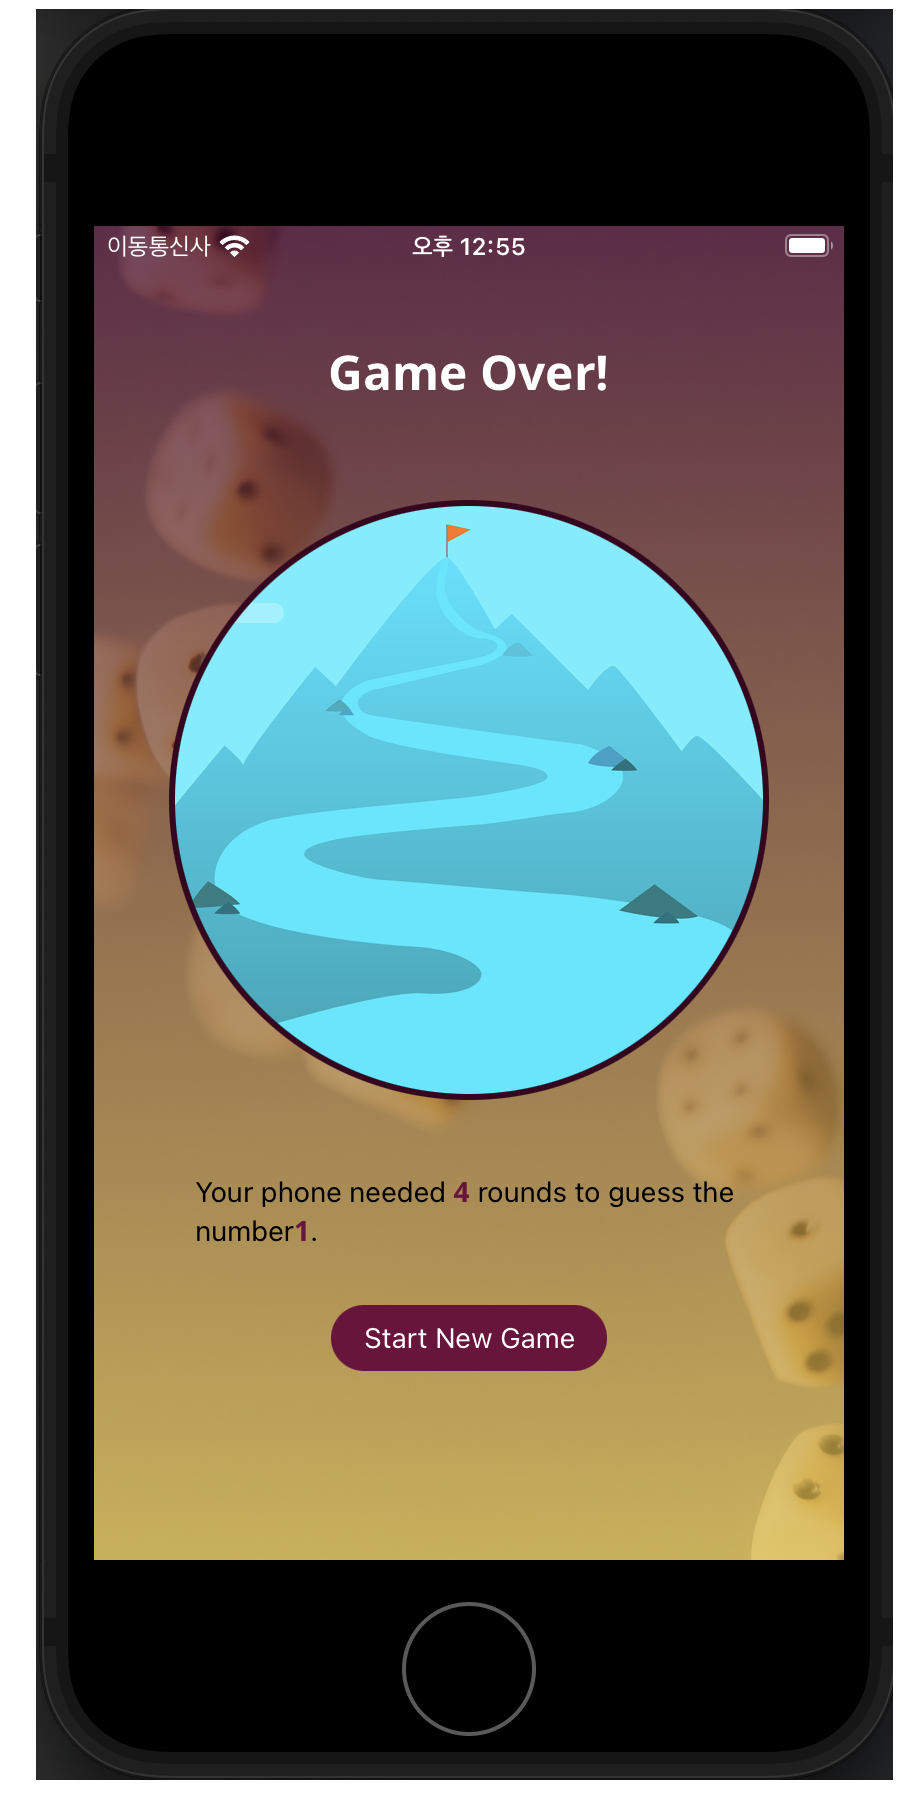 이동통신사
오후 12:55
Game Over!
Your phone needed 4 rounds to guess the
number1.
Start New Game